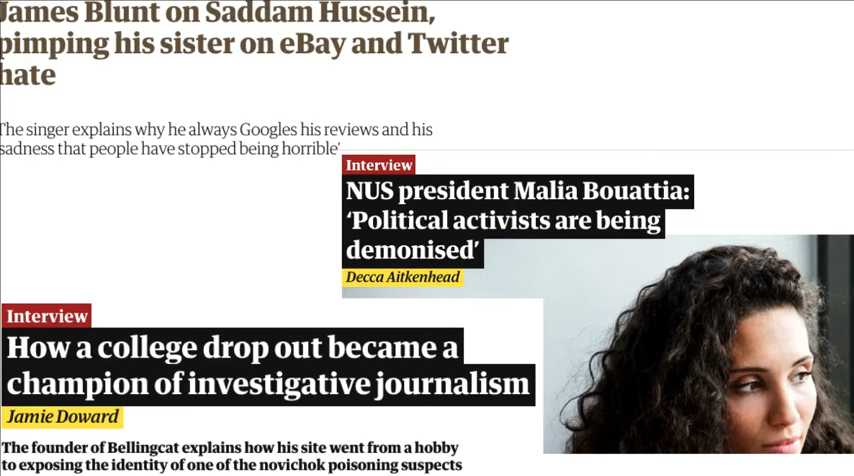 James Blunt on Saddam Hussein,
pimping his sister on eBay and Twitter
hate
The singer explains why he always Googles his reviews and his
sadness that people have stopped being horrible’
Interview
NUS president Malia Bouattia:
‘Political activists are being
demonised’
Decca Aitkenhead
Interview
How a college drop out became a
champion of investigative journalism
Jamie Doward
The founder of Bellingcat explains how his site went from a hobby
to exposing the identity of one of the novichok poisoning suspects